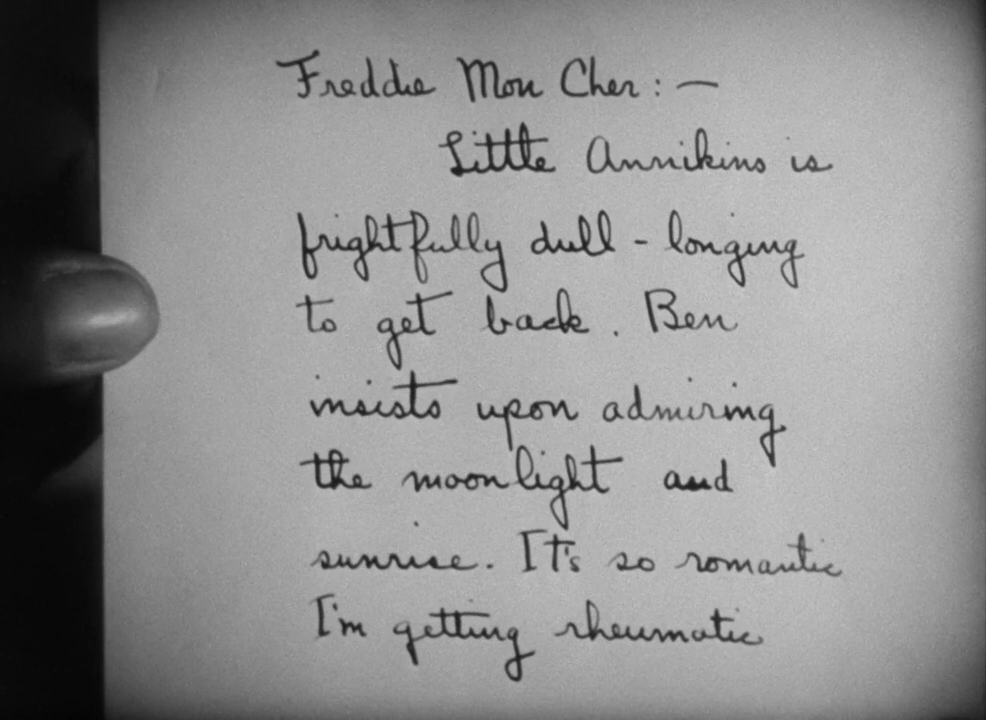 Freddie Mon Cher: —
Little Annikins is
frightfully dull - longing
to get back. Ben
insists upon admiring
the moonlight and
sunrise. It's so romantic
I'm getting rheumatic